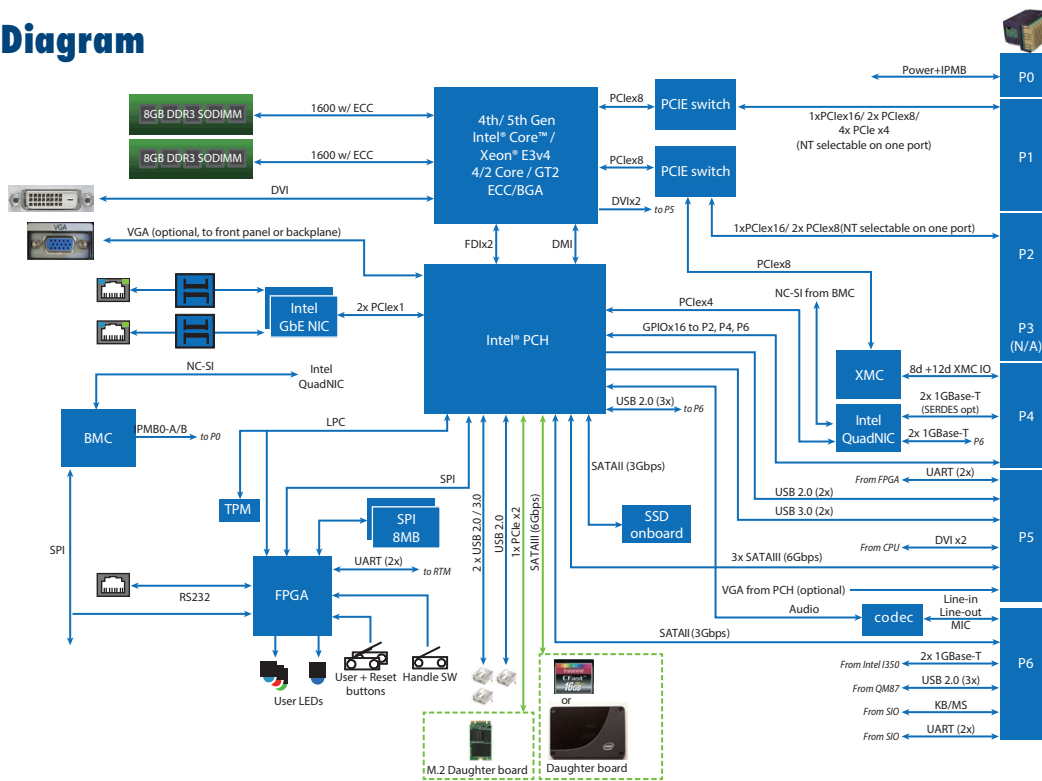 Diagram
Power+IPMB
P0
8GB DDR3 SODIMM
1600 w/ ECC
8GB DDR3 SODIMM
1600 w/ ECC
4th/ 5th Gen
Intel® Core™ /
Xeon® E3v4
4/2 Core / GT2
ECC/BGA
PCIex8
PCIE switch
1xPCIex16/ 2x PCIex8/
4x PCIe x4
(NT selectable on one port)
P1
PCIex8
PCIE switch
DVI
DVIx2
to P5
VGA
VGA (optional, to front panel or backplane)
FDIx2
DMI
1xPCIex16/ 2x PCIex8(NT selectable on one port)
P2
PCIex8
NC-SI from BMC
Intel
GbE NIC
2x PCIex1
Intel® PCH
PCIex4
GPIOx16 to P2, P4, P6
P3
(N/A)
XMC
8d +12d XMC IO
NC-SI
Intel
QuadNIC
USB 2.0 (3x)
to P6
Intel
QuadNIC
2x 1GBase-T
(SERDES opt)
2x 1GBase-T
P6
P4
BMC
IPMB0-A/B
to P0
LPC
SATAII (3Gbps)
From FPGA
UART (2x)
SPI
USB 2.0 (2x)
USB 3.0 (2x)
TPM
SPI
8MB
SSD
onboard
P5
2 x USB 2.0 / 3.0
USB 2.0
1x PCIe x2
SATAIII (6Gbps)
SPI
From CPU
DVI x2
UART (2x)
to RTM
3x SATAIII (6Gbps)
RS232
FPGA
VGA from PCH (optional)
Audio
codec
Line-in
Line-out
MIC
SATAII (3Gbps)
P6
User LEDs
User + Reset
buttons
Handle SW
From Intel I350
2x 1GBase-T
From QM87
USB 2.0 (3x)
From SIO
KB/MS
From SIO
UART (2x)
Transcend
CFast
16GB
or
intel
M.2 Daughter board
Daughter board